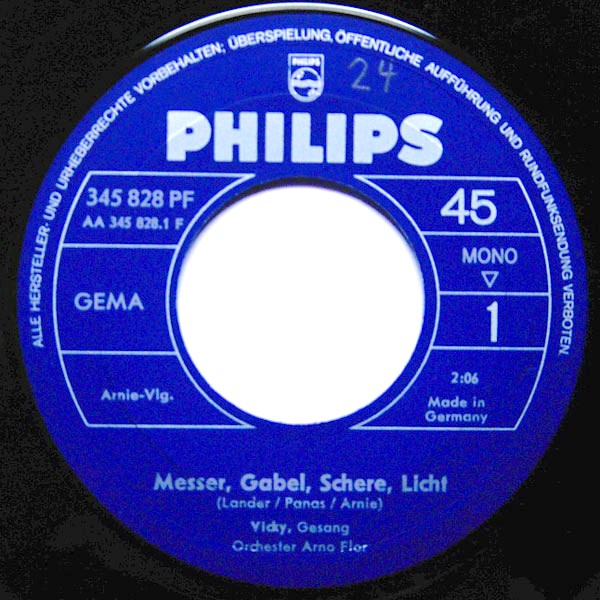 ALLE HERSTELLER- UND URHEBERRECHTE VORBEHALTEN; ÜBERSPIELUNG, ÖFFENTLICHE AUFFÜHRUNG UND RUNDFUNKSENDUNG VERBOTEN.
PHILIPS
24
PHILIPS
345 828 PF
AA 345 828.1 F
45
MONO
GEMA
1
Arnie-Vlg.
2:06
Made in
Germany
Messer, Gabel, Schere, Licht
(Lander / Panas / Arnie)
Vicky, Gesang
Orchester Arno Flor